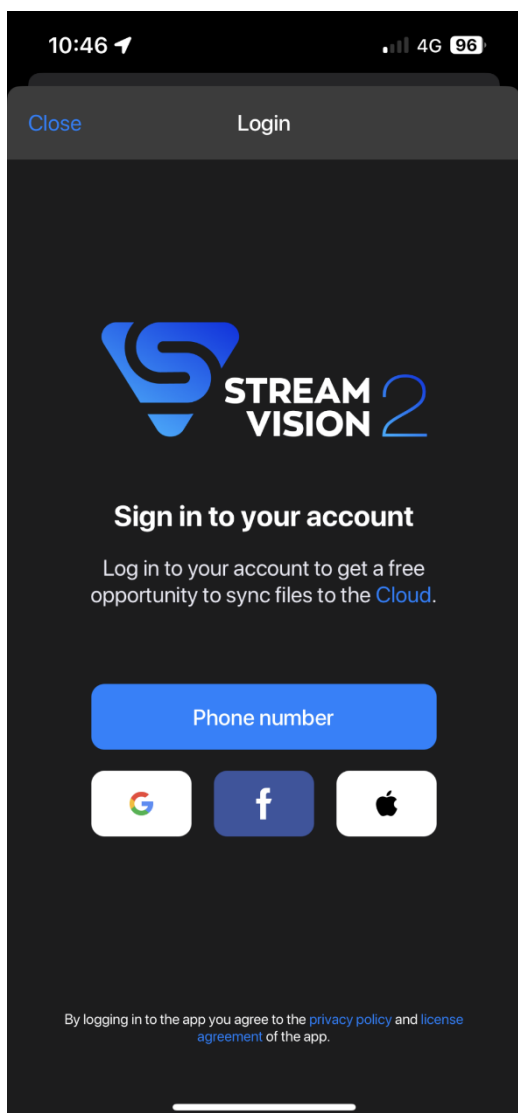 10:46 4G 96
Close Login
STREAM
VISION 2
Sign in to your account
Log in to your account to get a free
opportunity to sync files to the Cloud.
Phone number
By logging in to the app you agree to the privacy policy and license
agreement of the app.